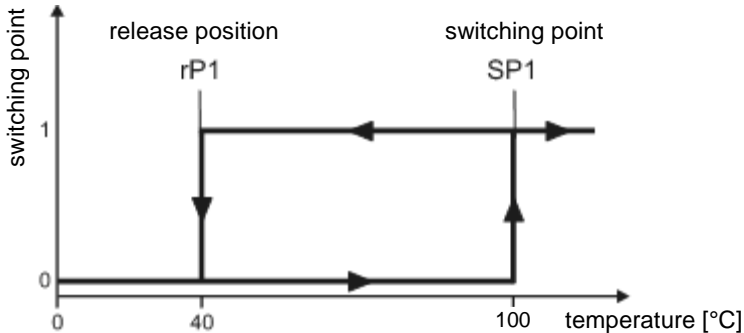 release position
switching point
rP1
SP1
switching point
1
0
0
40
100
temperature [°C]